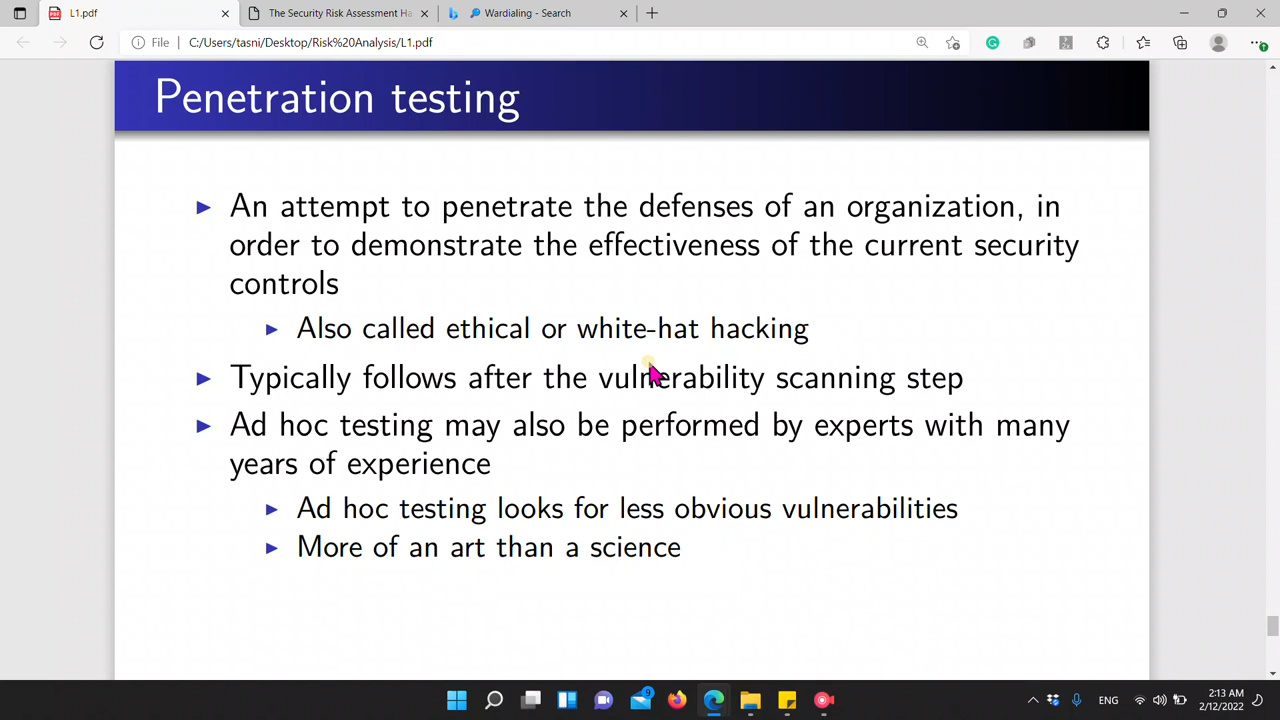 L1.pdf
The Security Risk Assessment Ha
Wardialing - Search
File
C:/Users/tasni/Desktop/Risk%20Analysis/L1.pdf
Penetration testing
An attempt to penetrate the defenses of an organization, in
order to demonstrate the effectiveness of the current security
controls
Also called ethical or white-hat hacking
Typically follows after the vulnerability scanning step
Ad hoc testing may also be performed by experts with many
years of experience
Ad hoc testing looks for less obvious vulnerabilities
More of an art than a science
9
ENG
2:13 AM
2/12/2022